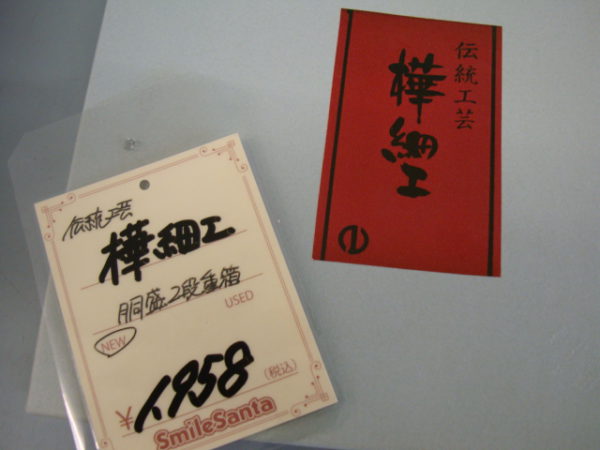 伝統工芸
樺細工
伝統工芸
樺細工
胴盛2段重箱
USED
NEW
¥1,958(税込)
SmileSanta